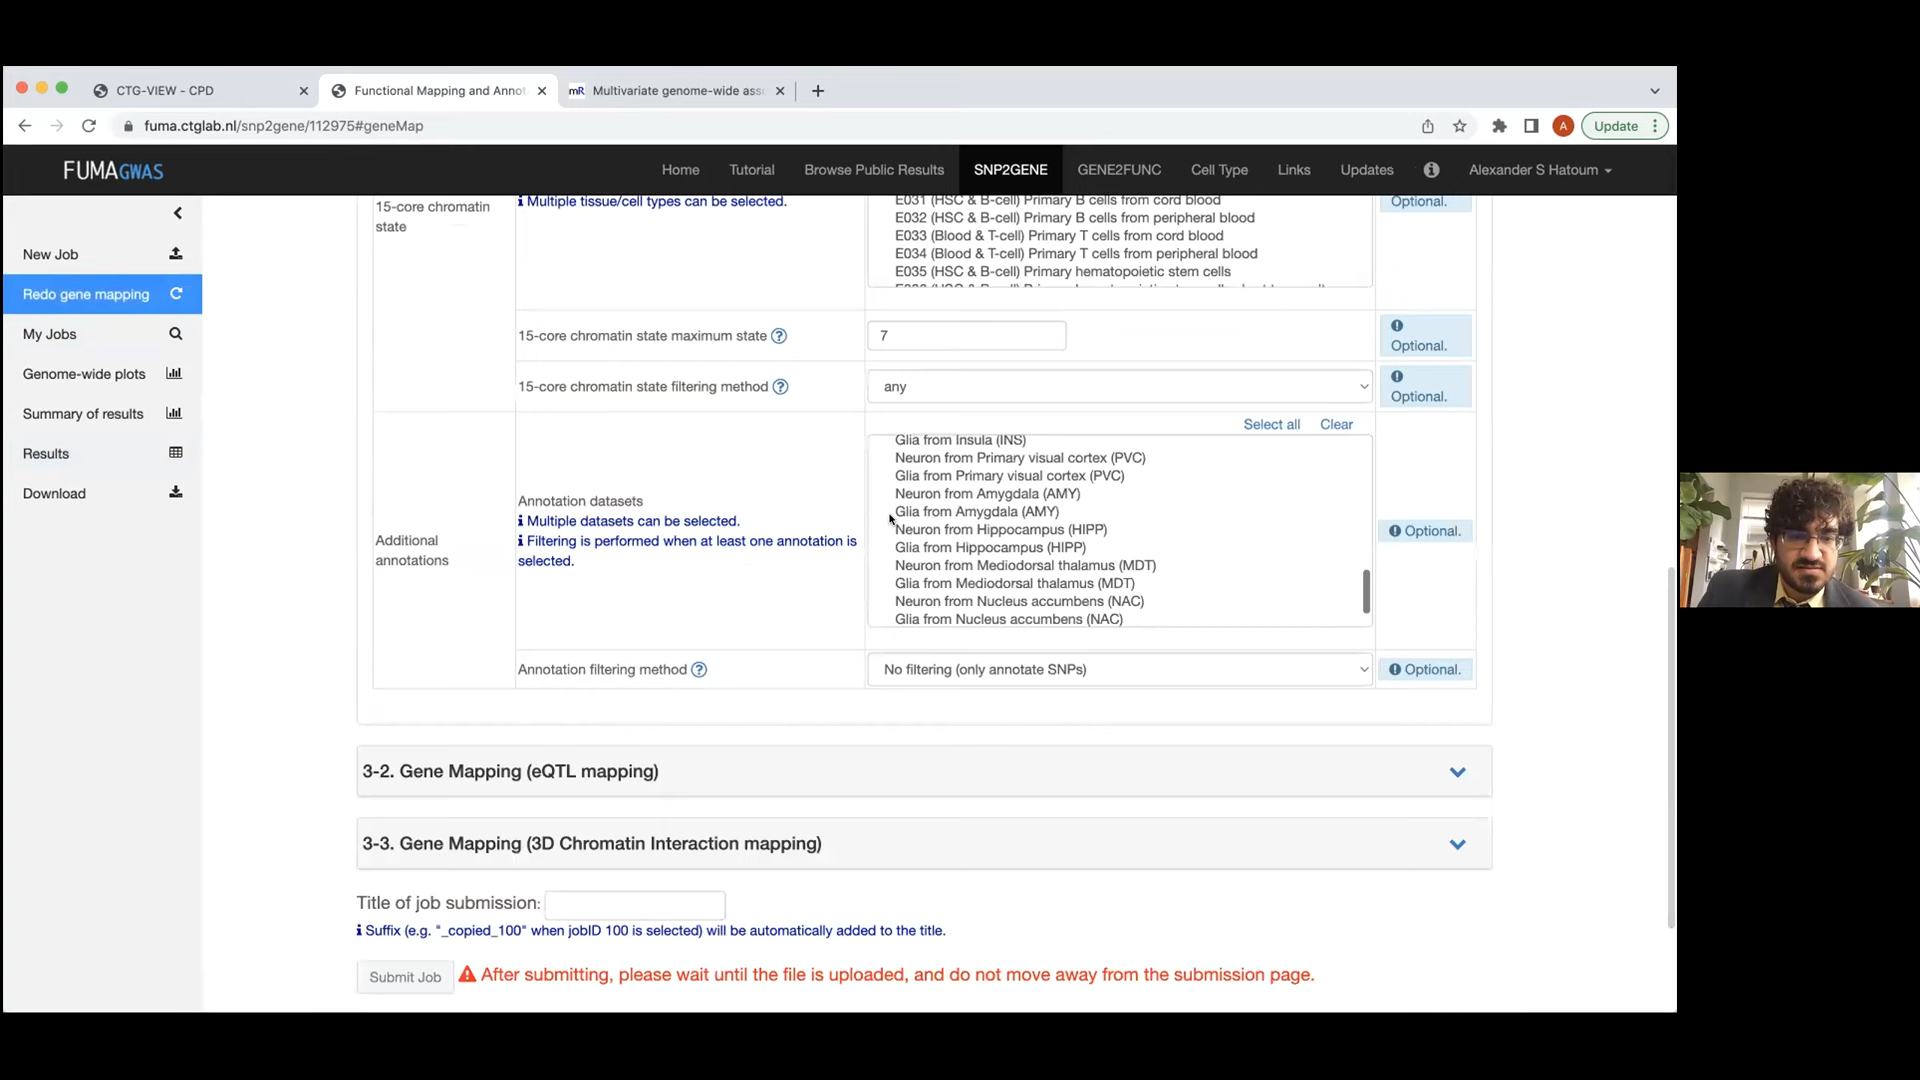 CTG-VIEW - CPD
Functional Mapping and Annot
mR Multivariate genome-wide asso
fuma.ctglab.nl/snp2gene/112975#geneMap
A
Update
FUMAGWAS
Home
Tutorial
Browse Public Results
SNP2GENE
GENE2FUNC
Cell Type
Links
Updates
Alexander S Hatoum
New Job
Redo gene mapping
My Jobs
Genome-wide plots
Summary of results
Results
Download
15-core chromatin
state
Multiple tissue/cell types can be selected.
E031 (HSC & B-cell) Primary B cells from cord blood
E032 (HSC & B-cell) Primary B cells from peripheral blood
E033 (Blood & T-cell) Primary T cells from cord blood
E034 (Blood & T-cell) Primary T cells from peripheral blood
E035 (HSC & B-cell) Primary hematopoietic stem cells
Optional.
15-core chromatin state maximum state
7
Optional.
15-core chromatin state filtering method
any
Optional.
Additional
annotations
Annotation datasets
Multiple datasets can be selected.
Filtering is performed when at least one annotation is
selected.
Select all Clear
Glia from Insula (INS)
Neuron from Primary visual cortex (PVC)
Glia from Primary visual cortex (PVC)
Neuron from Amygdala (AMY)
Glia from Amygdala (AMY)
Neuron from Hippocampus (HIPP)
Glia from Hippocampus (HIPP)
Neuron from Mediodorsal thalamus (MDT)
Glia from Mediodorsal thalamus (MDT)
Neuron from Nucleus accumbens (NAC)
Glia from Nucleus accumbens (NAC)
Optional.
Annotation filtering method
No filtering (only annotate SNPs)
Optional.
3-2. Gene Mapping (eQTL mapping)
3-3. Gene Mapping (3D Chromatin Interaction mapping)
Title of job submission:
Suffix (e.g. "_copied_100" when jobID 100 is selected) will be automatically added to the title.
Submit Job
After submitting, please wait until the file is uploaded, and do not move away from the submission page.